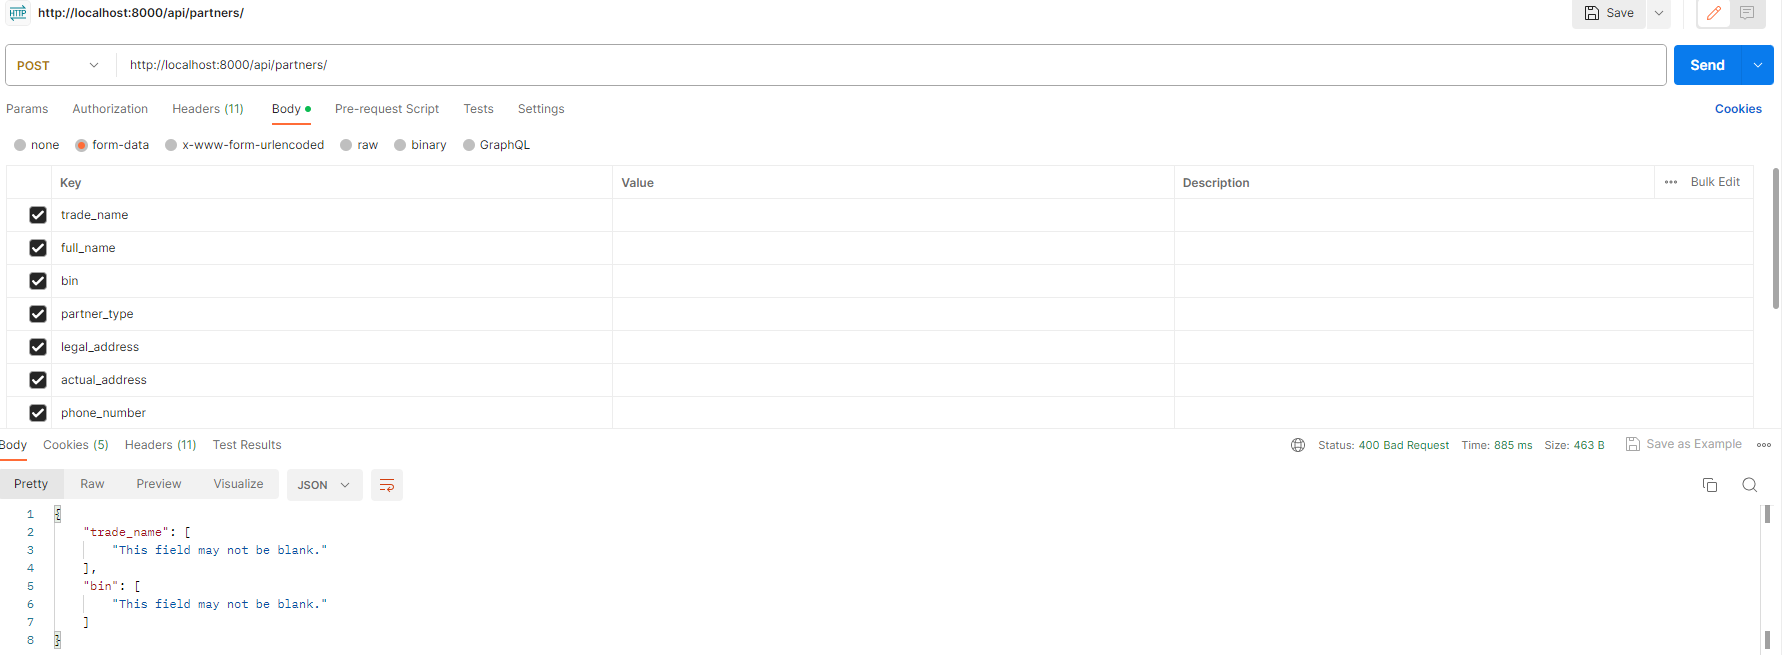 HTTP http://localhost:8000/api/partners/ Save
POST http://localhost:8000/api/partners/ Send
Params Authorization Headers (11) Body Pre-request Script Tests Settings Cookies
none form-data x-www-form-urlencoded raw binary GraphQL
Key Value Description Bulk Edit
trade_name
full_name
bin
partner_type
legal_address
actual_address
phone_number
Body Cookies (5) Headers (11) Test Results Status: 400 Bad Request Time: 885 ms Size: 463 B Save as Example
Pretty Raw Preview Visualize JSON
1 {
2 "trade_name": [
3 "This field may not be blank."
4 ],
5 "bin": [
6 "This field may not be blank."
7 ]
8 }